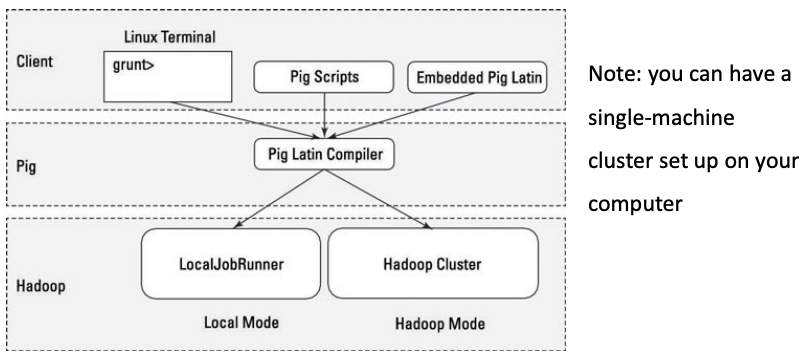 Linux Terminal
Client
grunt>
Pig Scripts
Embedded Pig Latin
Pig
Pig Latin Compiler
Hadoop
LocalJobRunner
Hadoop Cluster
Local Mode
Hadoop Mode
Note: you can have a
single-machine
cluster set up on your
computer